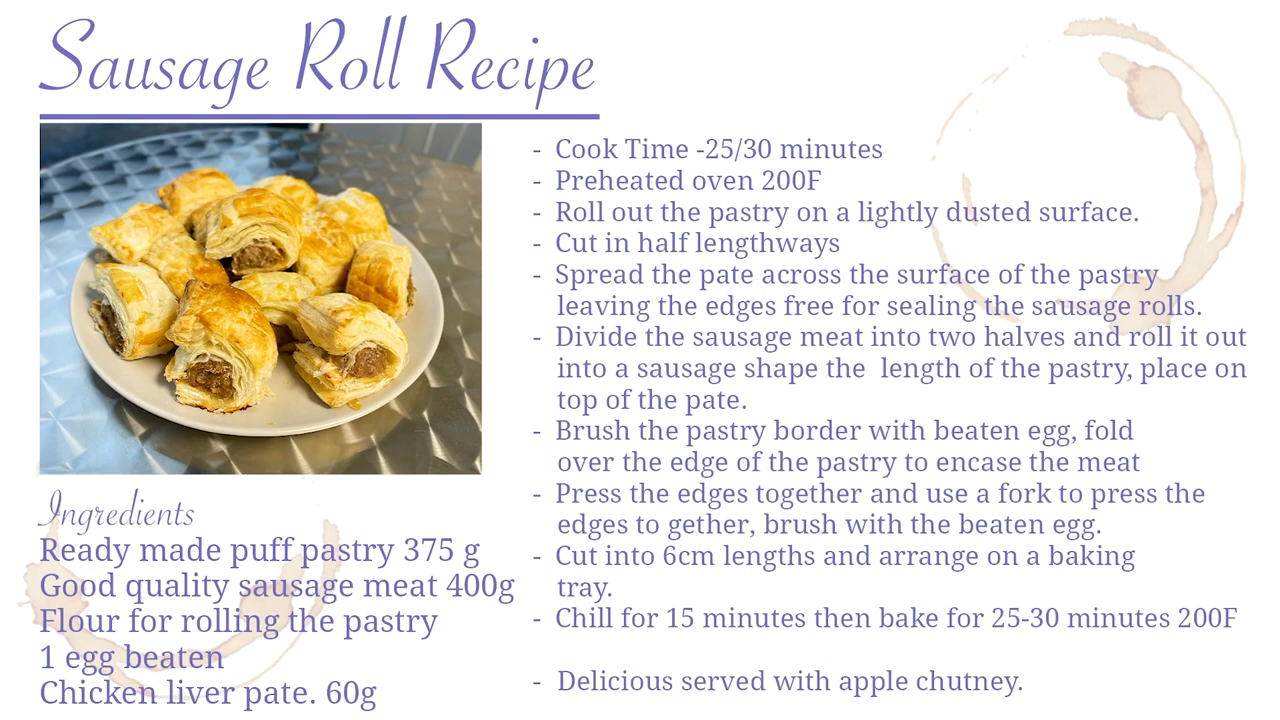 Sausage Roll Recipe
- Cook Time -25/30 minutes
- Preheated oven 200F
- Roll out the pastry on a lightly dusted surface.
- Cut in half lengthways
- Spread the pate across the surface of the pastry
leaving the edges free for sealing the sausage rolls.
- Divide the sausage meat into two halves and roll it out
into a sausage shape the  length of the pastry, place on
top of the pate.
- Brush the pastry border with beaten egg, fold
over the edge of the pastry to encase the meat
- Press the edges together and use a fork to press the
edges to gether, brush with the beaten egg.
- Cut into 6cm lengths and arrange on a baking
tray.
- Chill for 15 minutes then bake for 25-30 minutes 200F
- Delicious served with apple chutney.
Ingredients
Ready made puff pastry 375 g
Good quality sausage meat 400g
Flour for rolling the pastry
1 egg beaten
Chicken liver pate. 60g